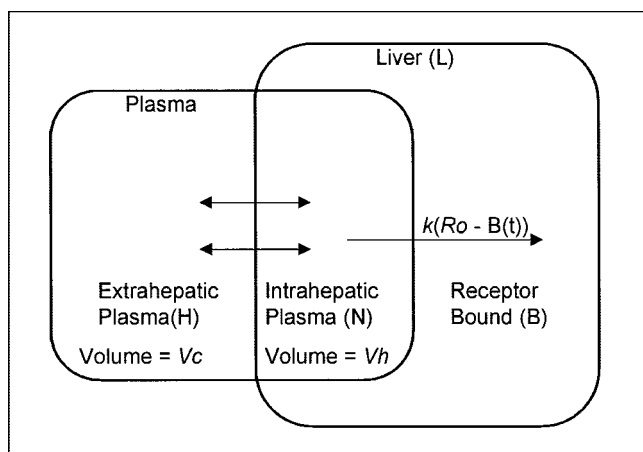 Liver (L)
Plasma
k(Ro - B(t))
Extrahepatic
Plasma(H)
Intrahepatic
Plasma (N)
Receptor
Bound (B)
Volume = Vc
Volume = Vh